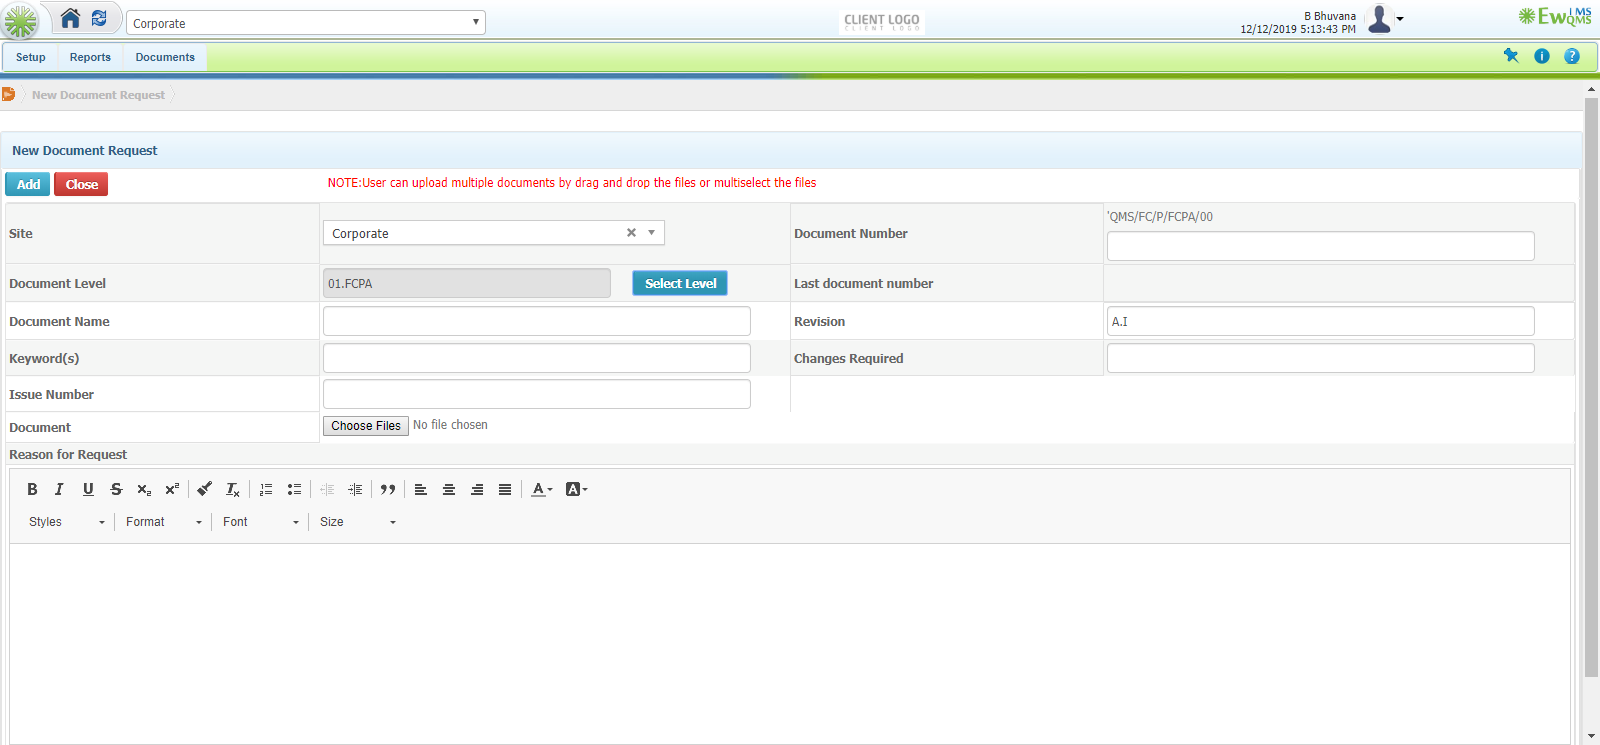 Corporate
CLIENT LOGO
CLIENT LOGO
B Bhuvana
12/12/2019 5:13:43 PM
EwIMS
QMS
Setup Reports Documents
New Document Request
New Document Request
Add Close NOTE:User can upload multiple documents by drag and drop the files or multiselect the files
Site Corporate Document Number 'QMS/FC/P/FCPA/00
Document Level 01.FCPA Select Level Last document number
Document Name Revision A.I
Keyword(s) Changes Required
Issue Number
Document Choose Files No file chosen
Reason for Request
Styles Format Font Size